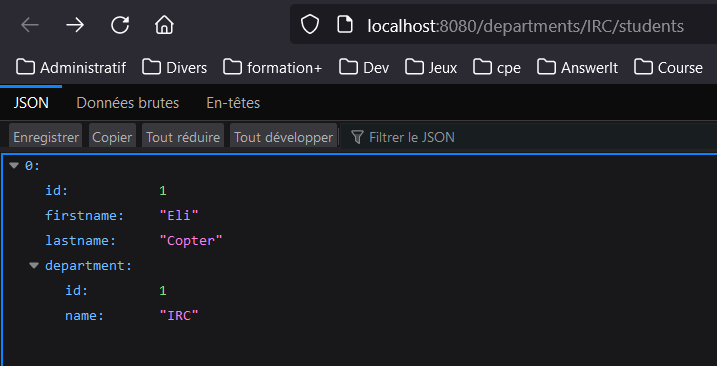 localhost:8080/departments/IRC/students
Administratif Divers formation+ Dev Jeux cpe AnswerIt Course
JSON Données brutes En-têtes
Enregistrer Copier Tout réduire Tout développer Filtrer le JSON
0:
id: 1
firstname: "Eli"
lastname: "Copter"
department:
id: 1
name: "IRC"